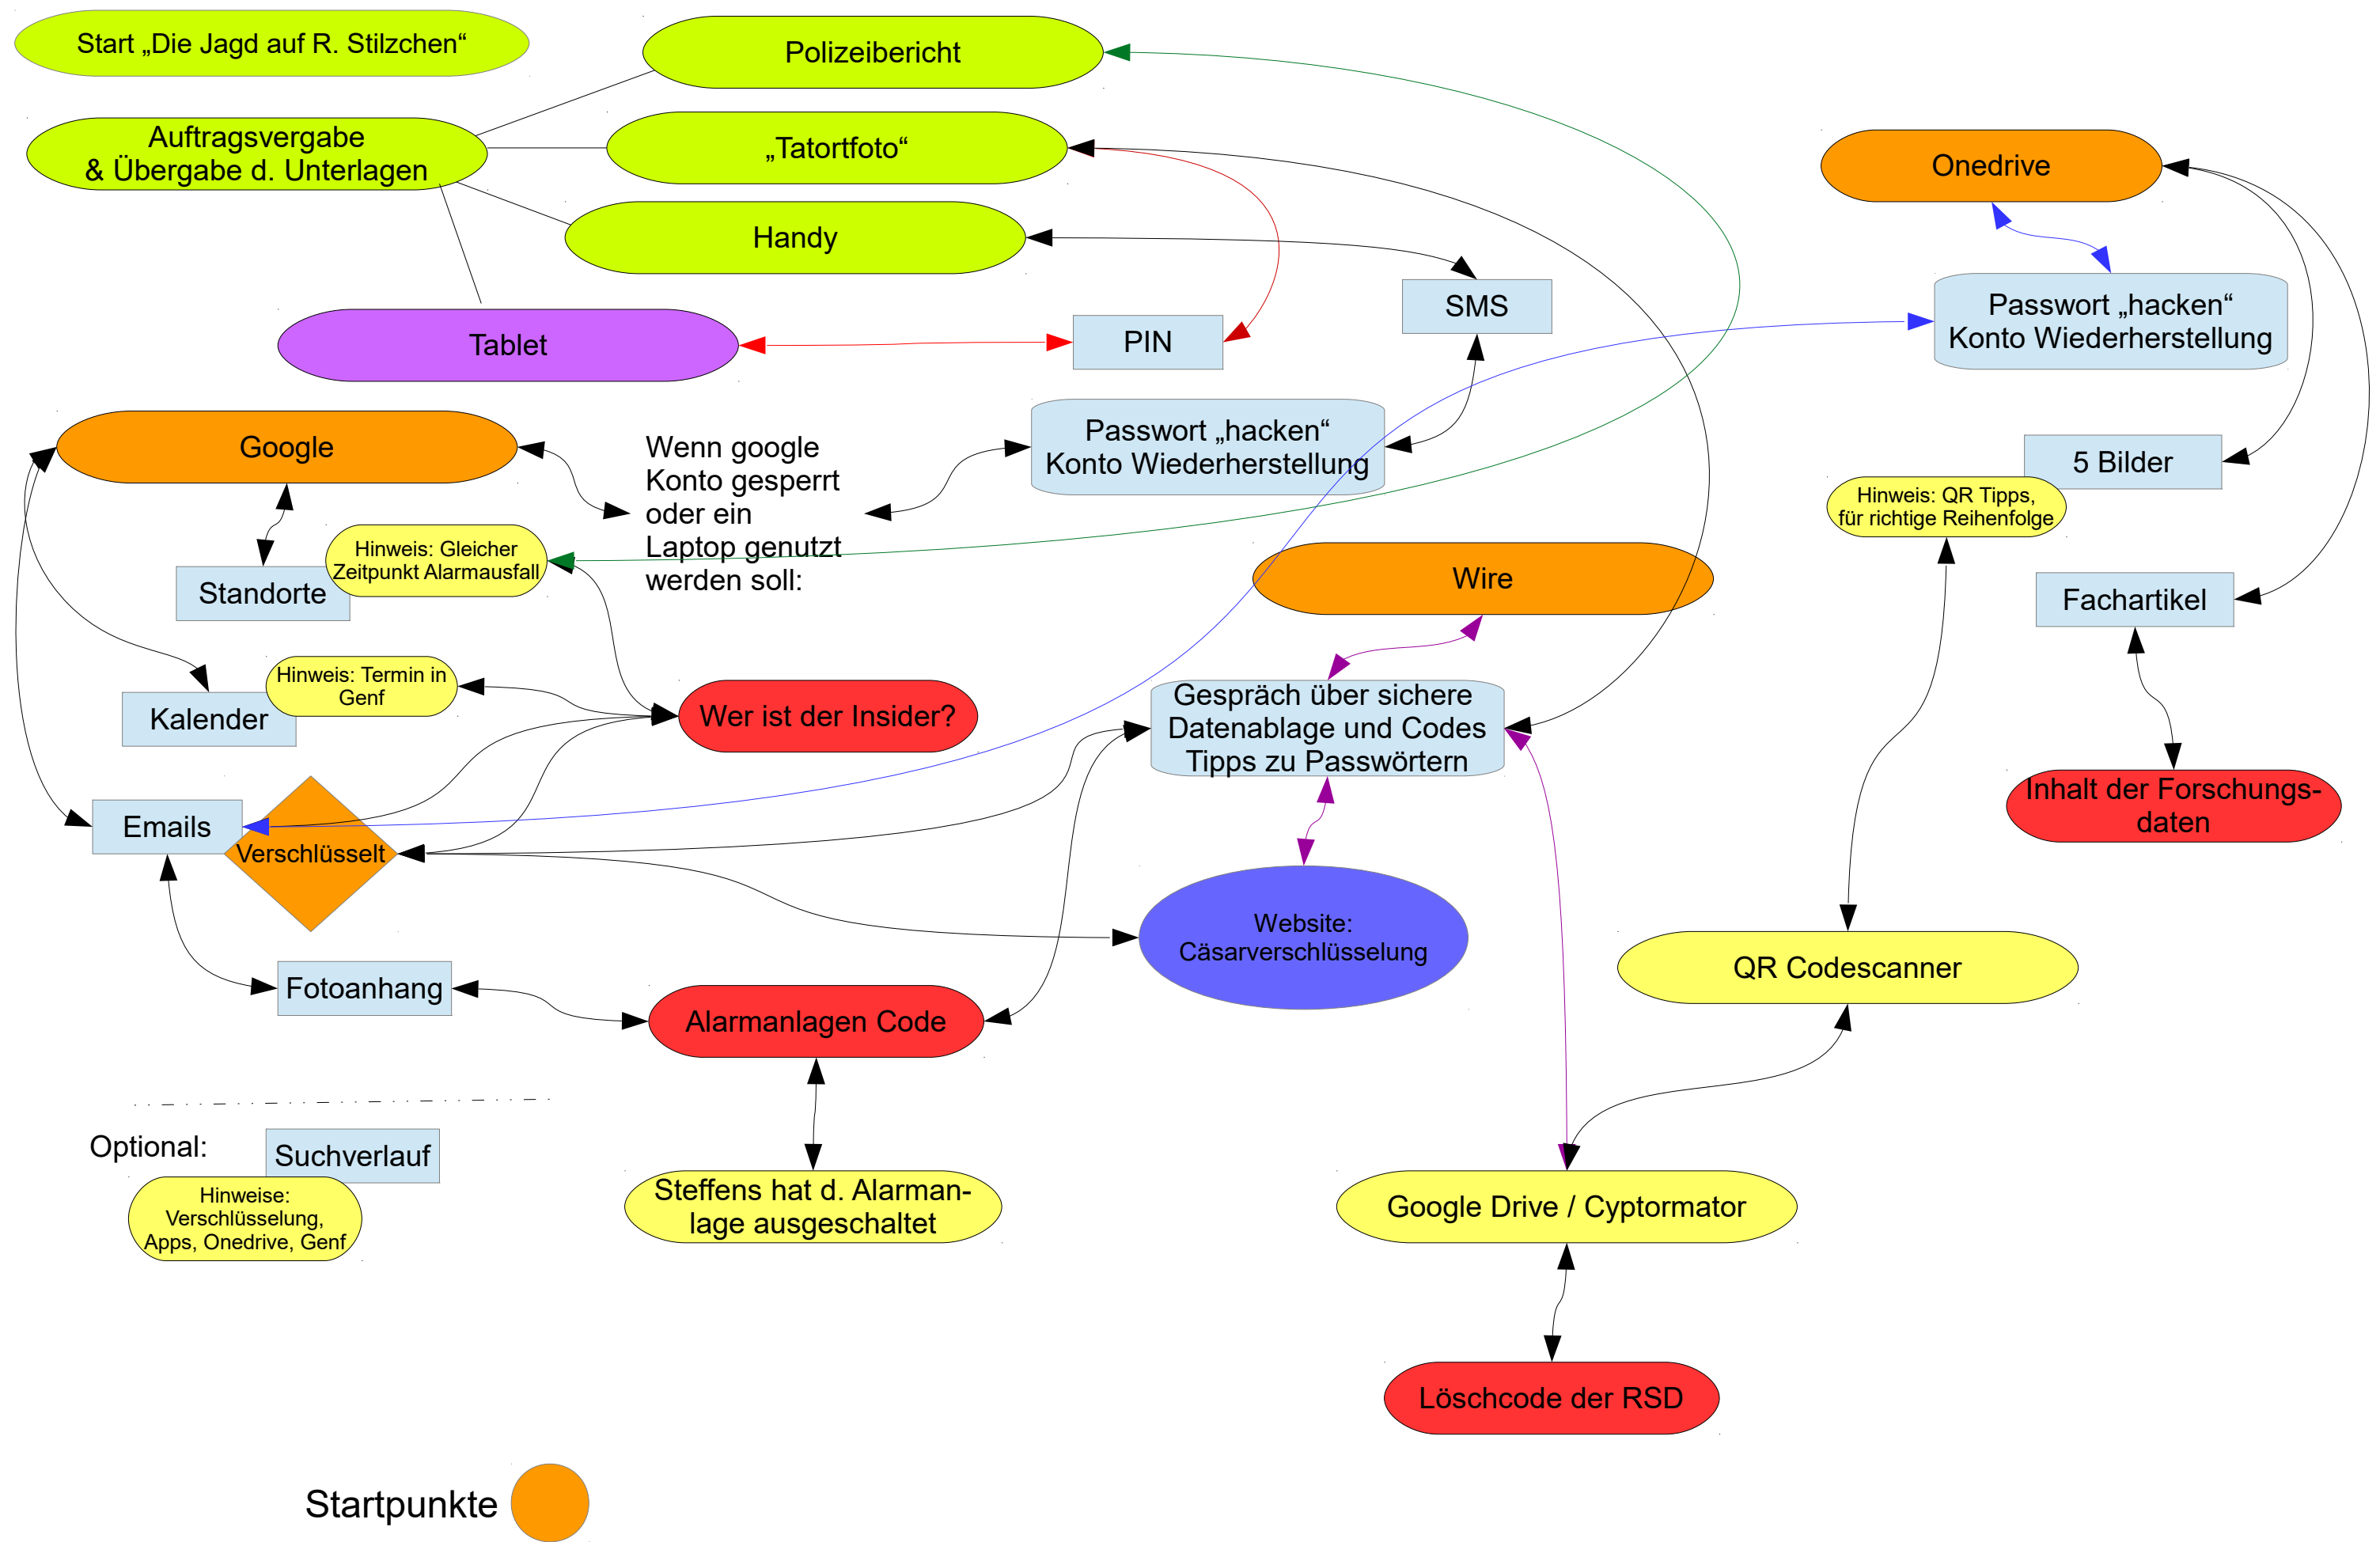 Start „Die Jagd auf R. Stilzchen“
Polizeibericht
Auftragsvergabe
& Übergabe d. Unterlagen
„Tatortfoto“
Onedrive
Handy
SMS
Passwort „hacken“
Konto Wiederherstellung
Tablet
PIN
Google
Wenn google
Konto gesperrt
oder ein
Laptop genutzt
werden soll:
Passwort „hacken“
Konto Wiederherstellung
5 Bilder
Hinweis: QR Tipps,
für richtige Reihenfolge
Hinweis: Gleicher
Zeitpunkt Alarmausfall
Standorte
Wire
Fachartikel
Hinweis: Termin in
Genf
Kalender
Wer ist der Insider?
Gespräch über sichere
Datenablage und Codes
Tipps zu Passwörtern
Inhalt der Forschungs-
daten
Emails
Verschlüsselt
Website:
Cäsarverschlüsselung
QR Codescanner
Fotoanhang
Alarmanlagen Code
Optional:
Suchverlauf
Hinweise:
Verschlüsselung,
Apps, Onedrive, Genf
Steffens hat d. Alarman-
lage ausgeschaltet
Google Drive / Cyptormator
Löschcode der RSD
Startpunkte